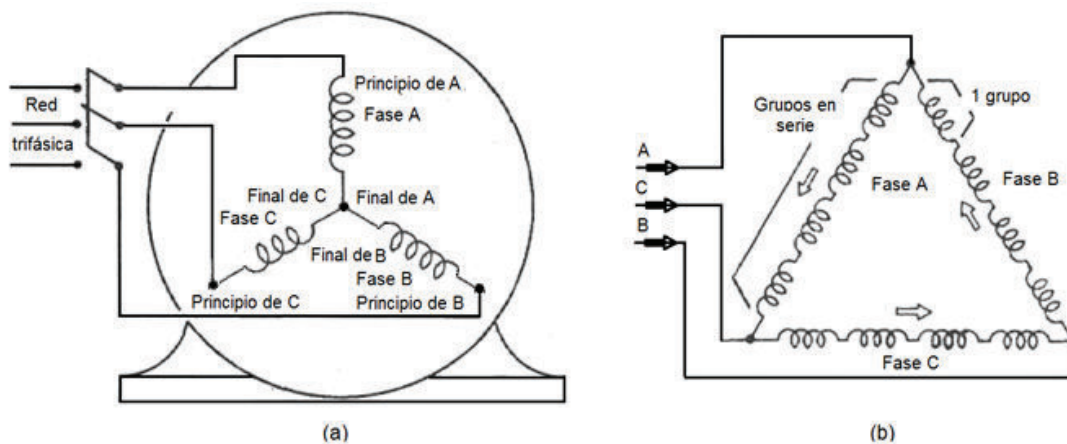 Red
trifásica
Principio de A
Fase A
Final de C
Final de A
Fase C
Final de B
Fase B
Principio de C
Principio de B
(a)
Grupos en
serie
1 grupo
A
C
B
Fase A
Fase B
Fase C
(b)